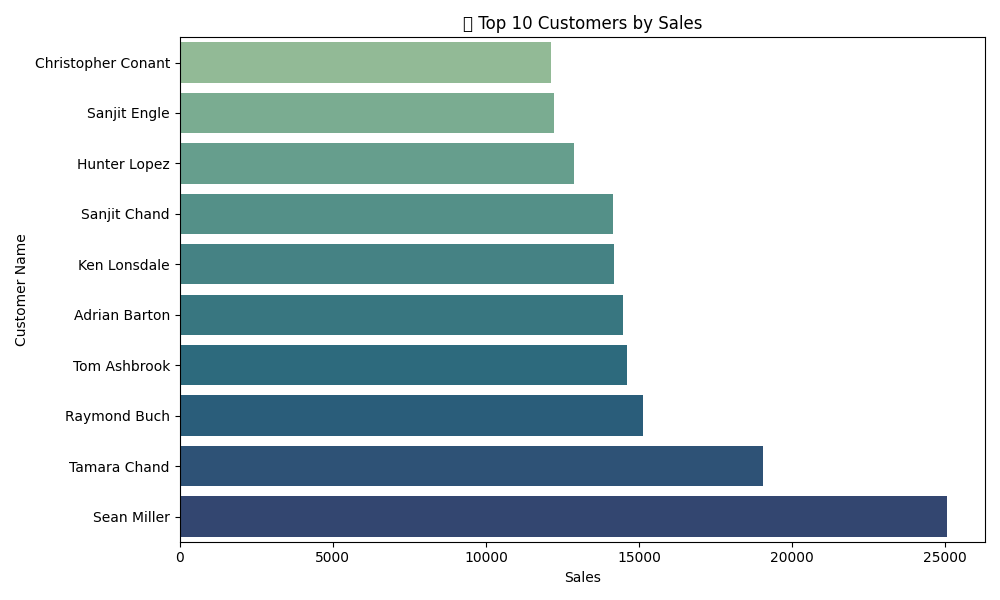 ▯ Top 10 Customers by Sales
Customer Name
Christopher Conant
Sanjit Engle
Hunter Lopez
Sanjit Chand
Ken Lonsdale
Adrian Barton
Tom Ashbrook
Raymond Buch
Tamara Chand
Sean Miller
0 5000 10000 15000 20000 25000
Sales